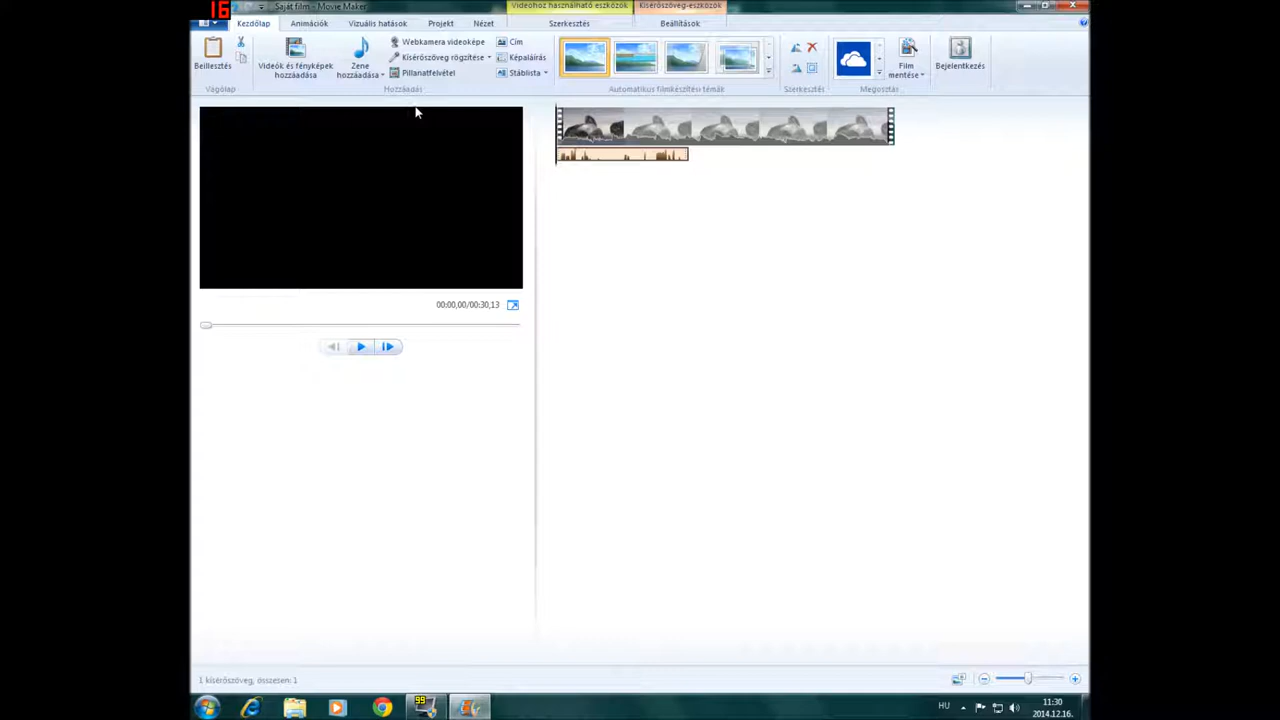 16
Saját film - Movie Maker
Videóhoz használható eszközök
Kísérőszöveg-eszközök
Kezdőlap
Animációk
Vizuális hatások
Projekt
Nézet
Szerkesztés
Beállítások
Beillesztés
Videók és fényképek hozzáadása
Zene hozzáadása
Webkamera videoképe
Kísérőszöveg rögzítése
Pillanatfelvétel
Cím
Képaláírás
Stáblista
Film mentése
Bejelentkezés
Vágólap
Hozzáadás
Automatikus filmkészítési témák
Szerkesztés
Megosztás
00:00,00/00:30,13
1 kísérőszöveg, összesen: 1
99
HU
11:30
2014.12.16.